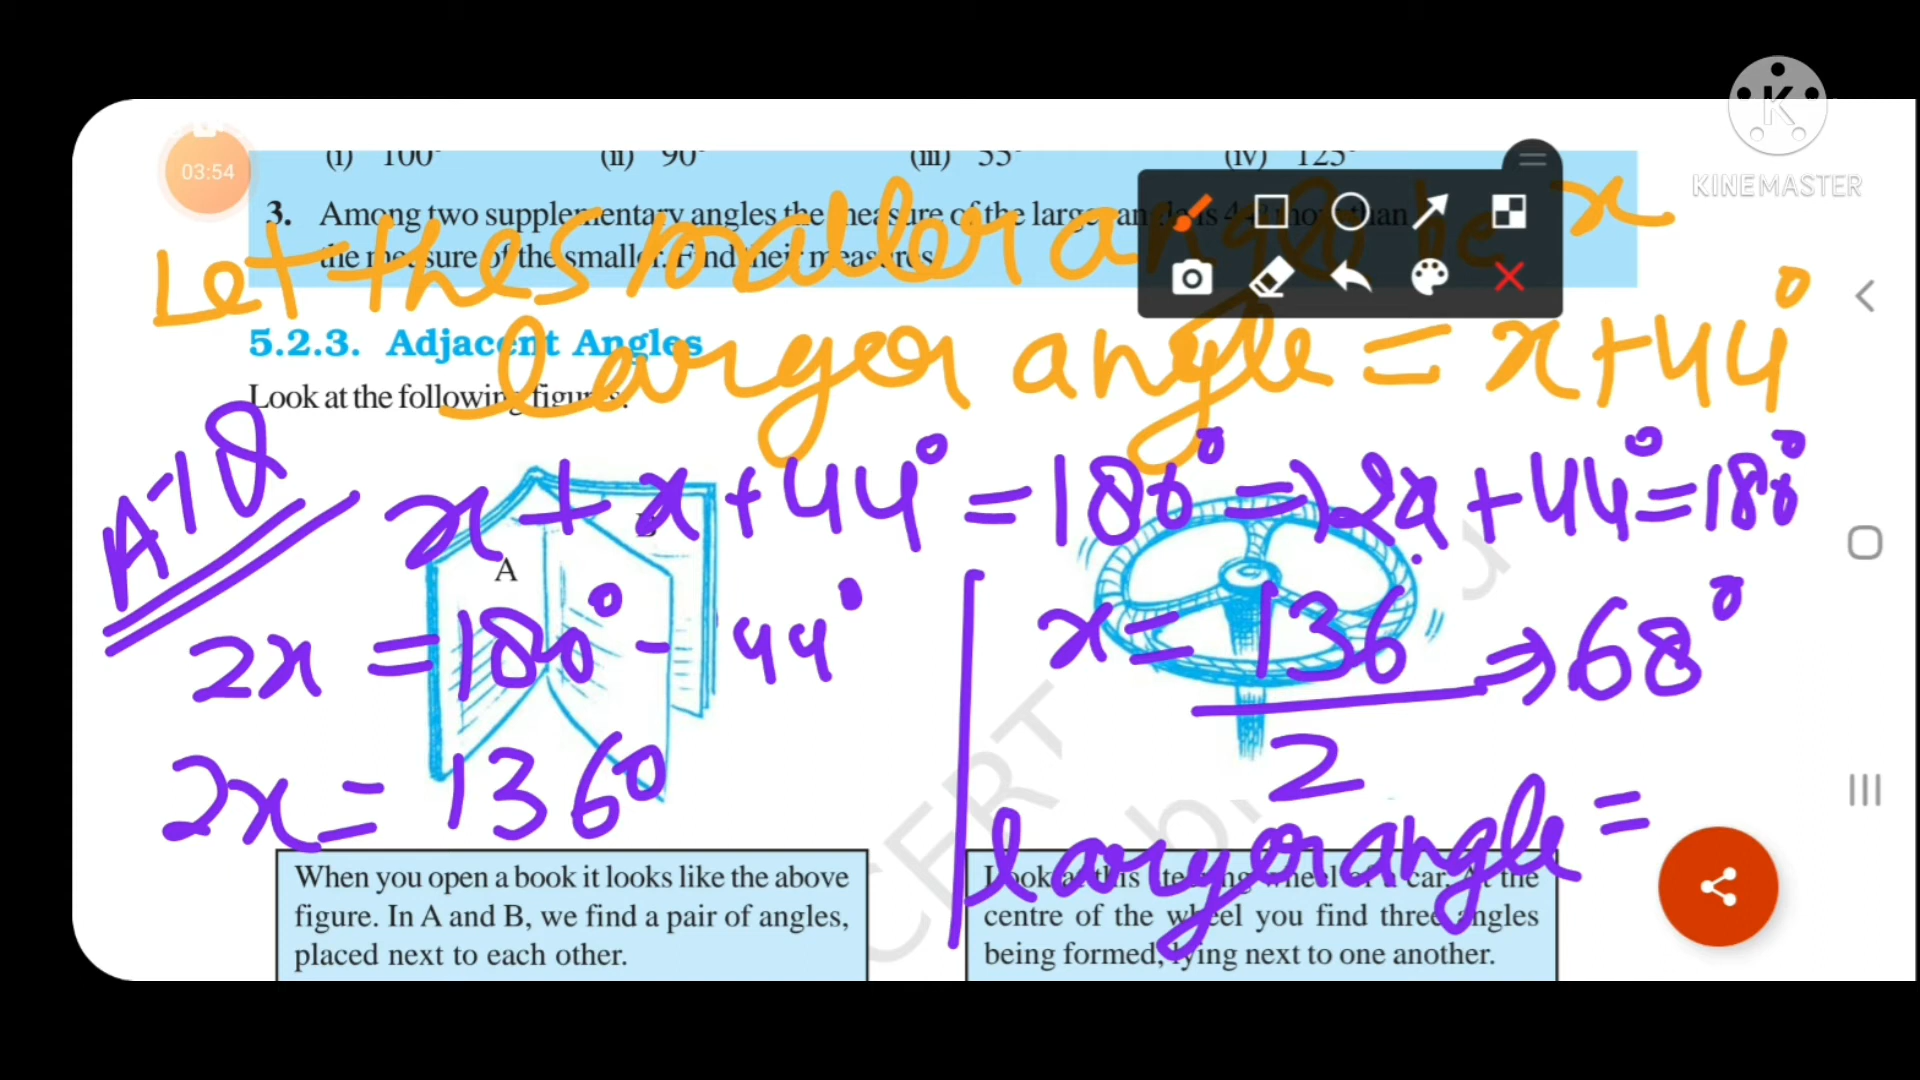 03:54
KINEMASTER
(i) 100° (ii) 90° (iii) 55° (iv) 125°
3. Among two supplementary angles the measure of the larger angle is 44° more than
the measure of the smaller. Find their measures.
Let the smaller angle be x
5.2.3. Adjacent Angles
larger angle = x+44°
Look at the following figures:
A-18
x + x + 44° = 180° ⇒ 2x + 44° = 180°
A
B
2x = 180° - 44°
x = 136 ⇒ 68°
2
2x = 136°
larger angle =
When you open a book it looks like the above
figure. In A and B, we find a pair of angles,
placed next to each other.
Look at this steering wheel of a car. At the
centre of the wheel you find three angles
being formed, lying next to one another.